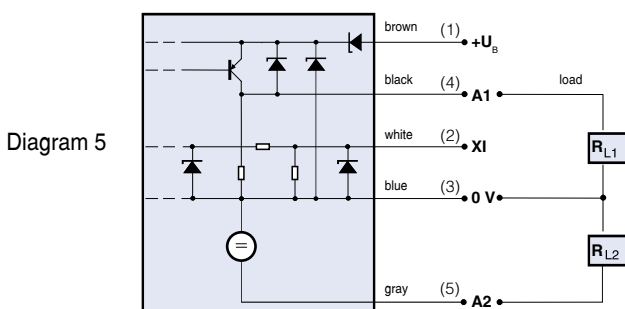 Diagram 5
brown (1) +U_B
black (4) A1 load
white (2) XI
R_L1
blue (3) 0 V
R_L2
=
gray (5) A2